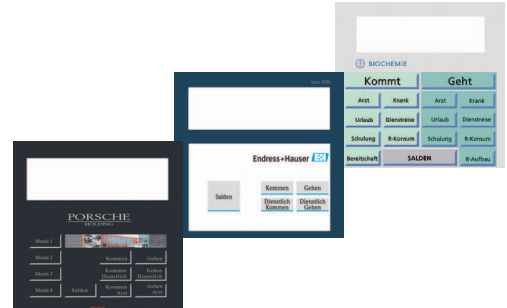 BIOCHEMIE
Kommt Geht
Arzt Krank Arzt Krank
Urlaub Dienstreise Urlaub Dienstreise
Schulung R-Konsum Schulung R-Konsum
Bereitschaft SALDEN R-Aufbau
Endress+Hauser EH
Salden
Kommen Gehen
Dienstlich Kommen Dienstlich Gehen
PORSCHE
HOLDING
Menü 1
Menü 2 Kommen Gehen
Menü 3 Kommen Dienstlich Gehen Dienstlich
Menü 4 Salden Kommen Arzt Gehen Arzt